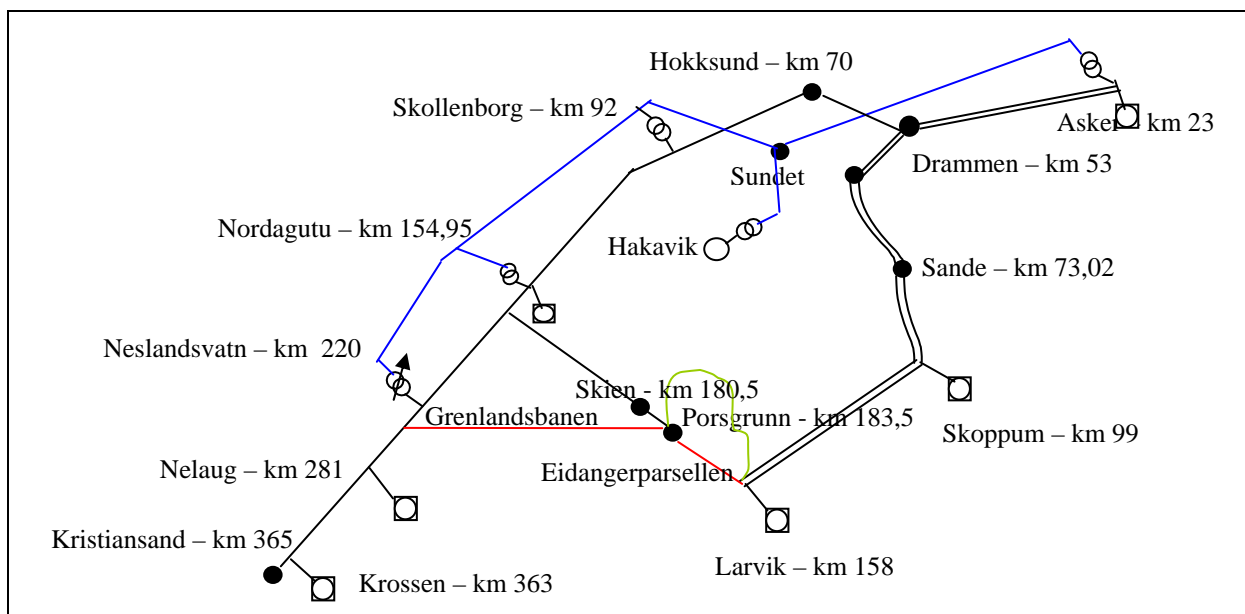 Hokksund – km 70
Skollenborg – km 92
Asker – km 23
Drammen – km 53
Sundet
Nordagutu – km 154,95
Hakavik
Sande – km 73,02
Neslandsvatn – km 220
Skien - km 180,5
Grenlandsbanen
Porsgrunn - km 183,5
Skoppum – km 99
Nelaug – km 281
Eidangerparsellen
Kristiansand – km 365
Larvik – km 158
Krossen – km 363